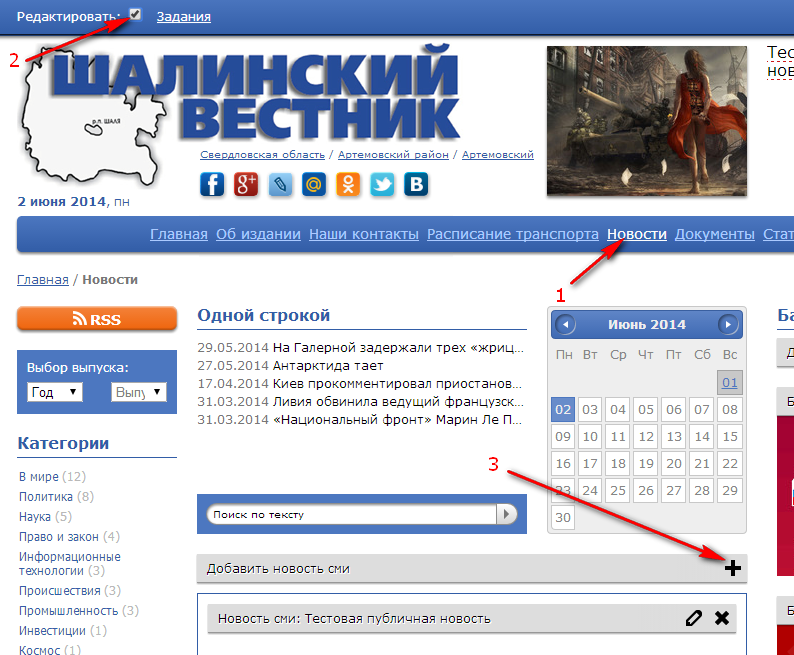 Редактировать: Задания
2
ШАЛИНСКИЙ
ВЕСТНИК
р.п. ШАЛЯ
Свердловская область / Артемовский район / Артемовский
2 июня 2014, пн
Тес
нов
Главная Об издании Наши контакты Расписание транспорта Новости Документы Стат
Главная / Новости
1
RSS
Выбор выпуска:
Год
Выпу
Категории
В мире (12)
Политика (8)
Наука (5)
Право и закон (4)
Информационные
технологии (3)
Происшествия (3)
Промышленность (3)
Инвестиции (1)
Космос (1)
Одной строкой
29.05.2014 На Галерной задержали трех «жриц...
27.05.2014 Антарктида тает
17.04.2014 Киев прокомментировал приостанов...
31.03.2014 Ливия обвинила ведущий французск...
31.03.2014 «Национальный фронт» Марин Ле П...
Поиск по тексту
Июнь 2014
Пн Вт Ср Чт Пт Сб Вс
01
02 03 04 05 06 07 08
09 10 11 12 13 14 15
16 17 18 19 20 21 22
23 24 25 26 27 28 29
30
3
Добавить новость сми
Новость сми: Тестовая публичная новость
Ба
Б
Б